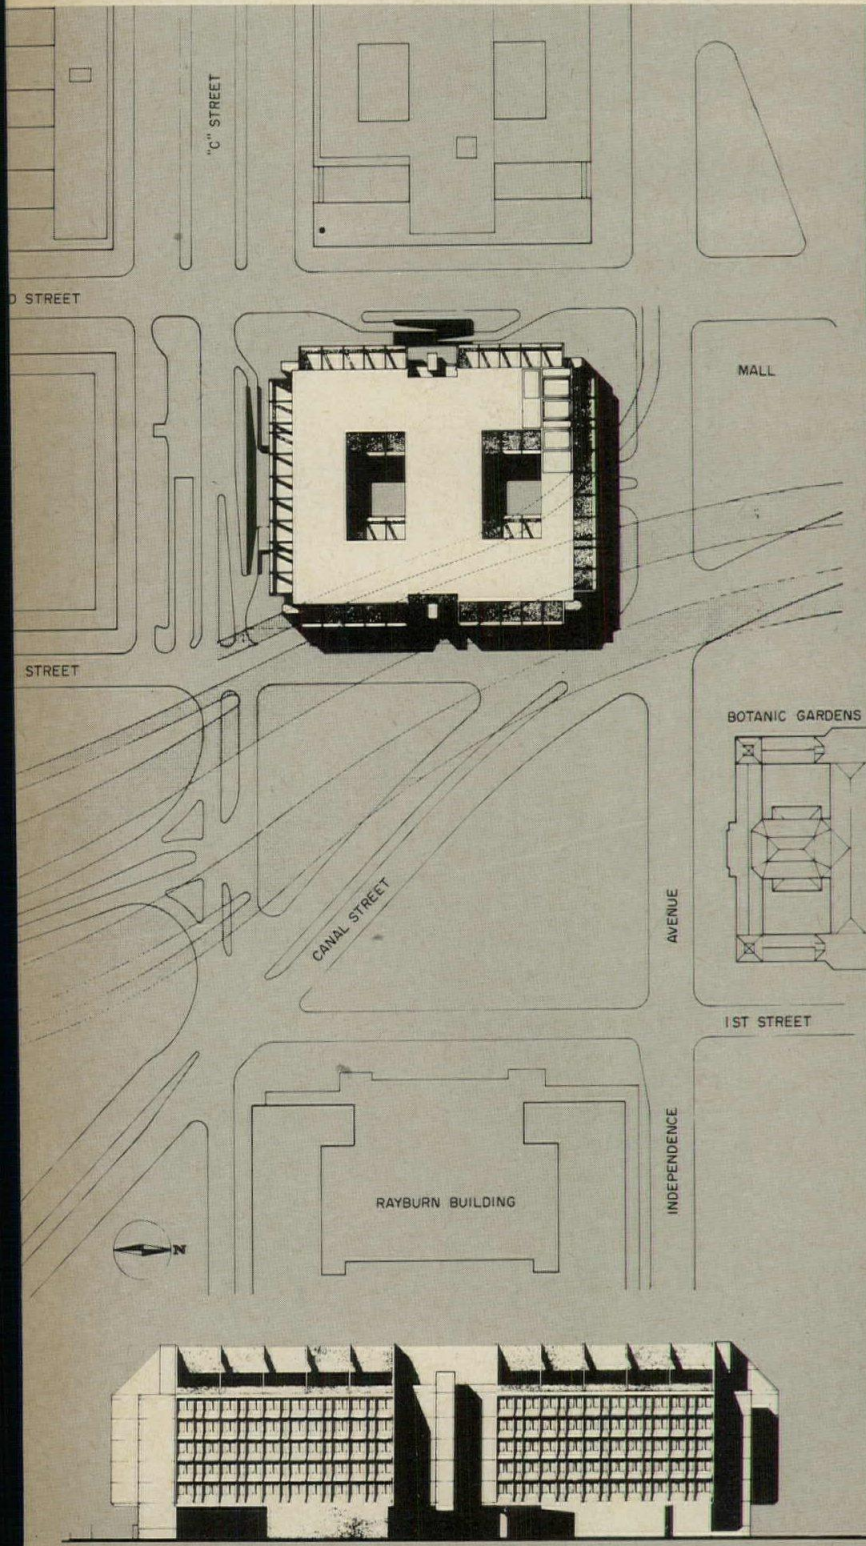 "C" STREET
D STREET
MALL
STREET
BOTANIC GARDENS
CANAL STREET
AVENUE
1ST STREET
INDEPENDENCE
RAYBURN BUILDING
N